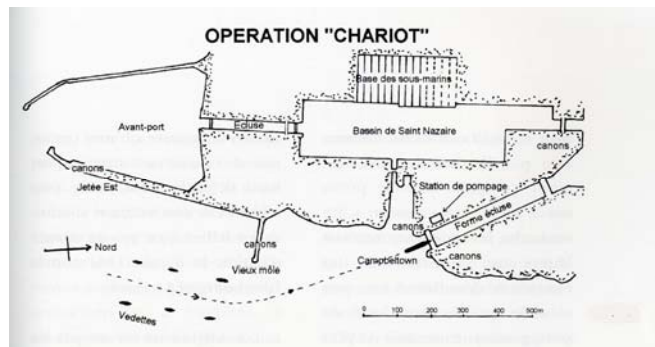 OPERATION "CHARIOT"
Base des sous-marins
Avant-port
Ecluse
Bassin de Saint Nazaire
canons
canons
Jetée Est
Station de pompage
Forme écluse
canons
canons
canons
Nord
Vieux môle
Campbeltown
Vedettes
0 100 200 300 400 500m